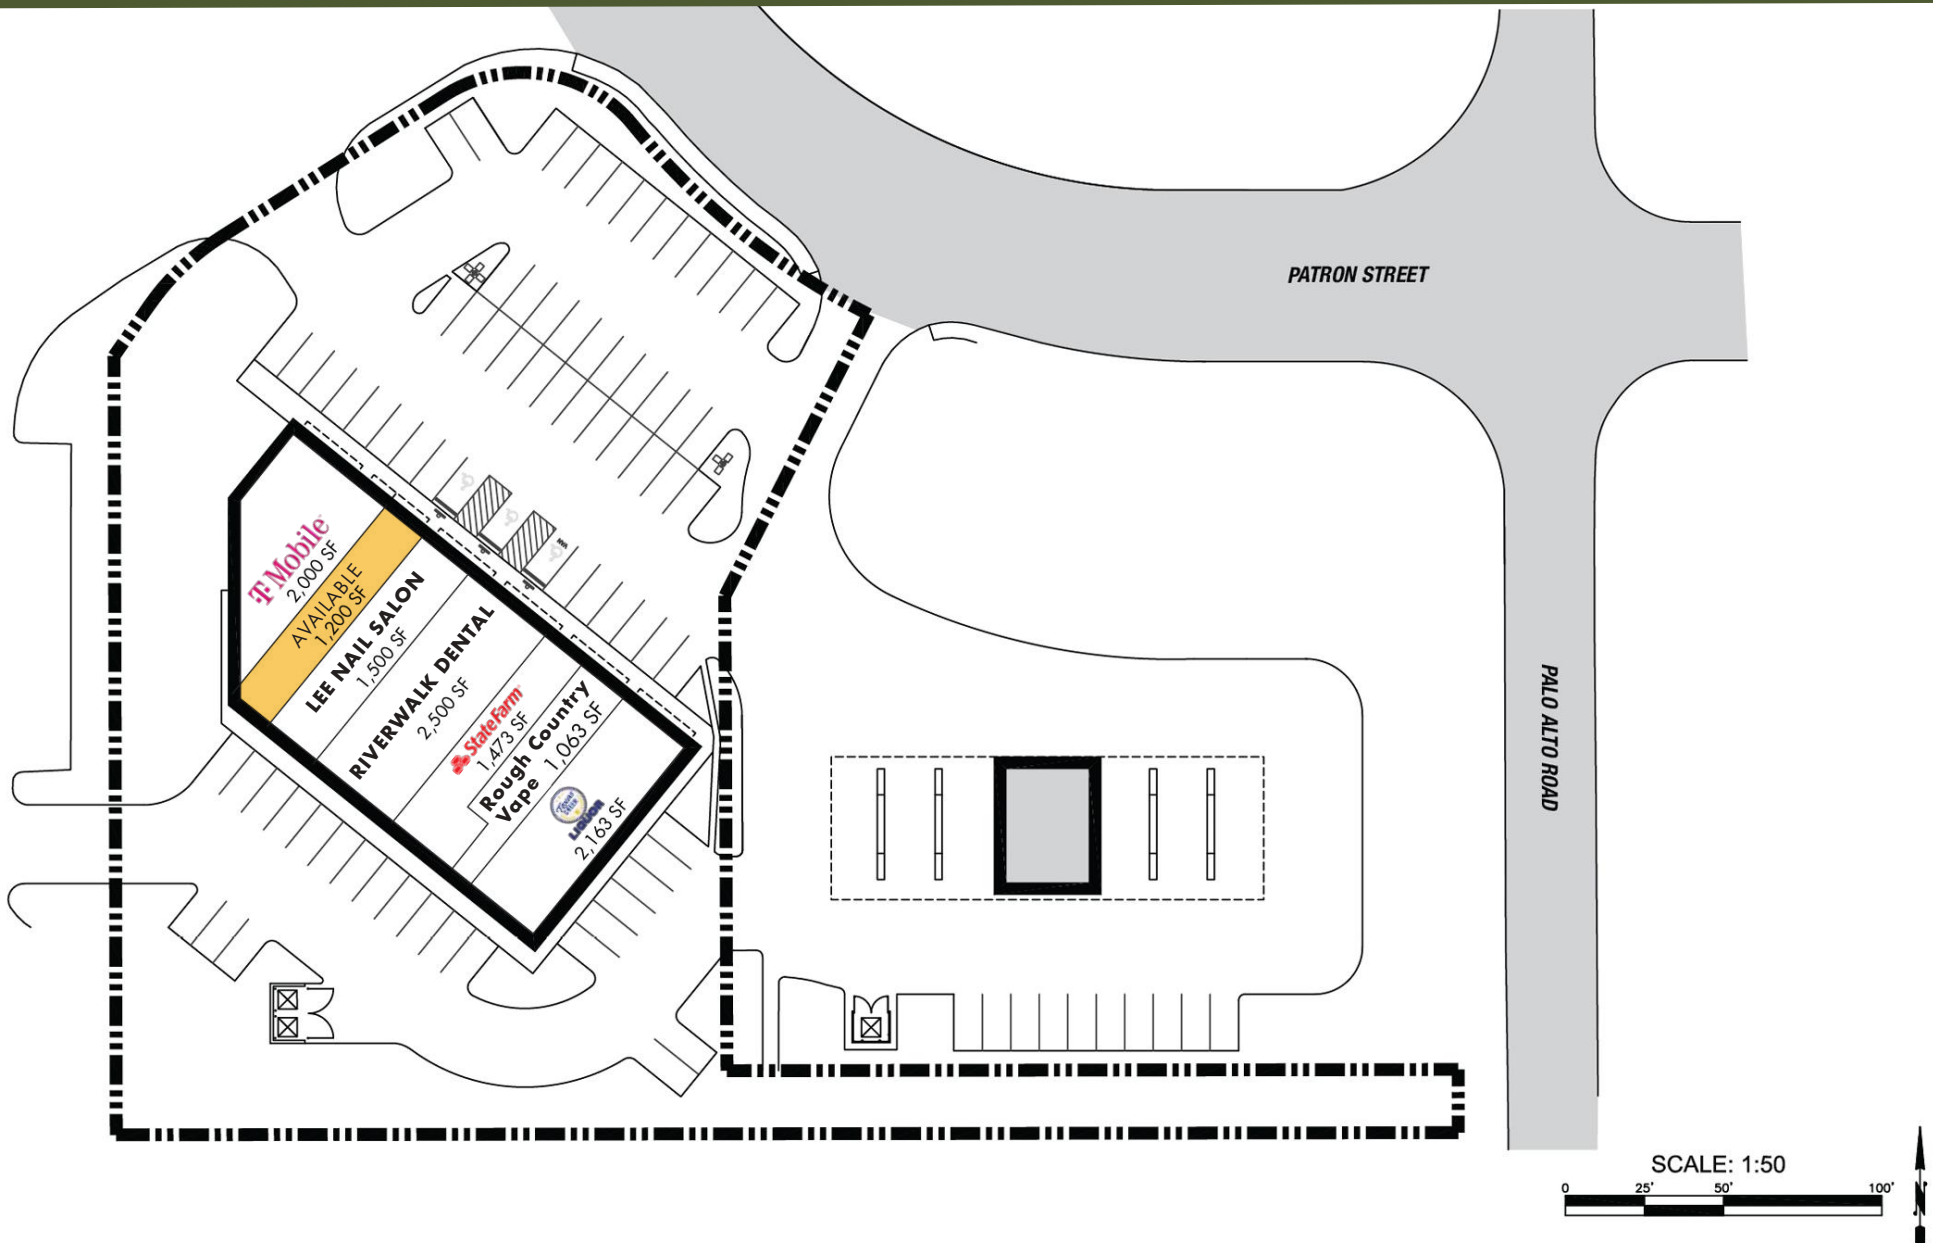 PATRON STREET
PALO ALTO ROAD
T Mobile
2,000 SF
AVAILABLE
1,200 SF
LEE NAIL SALON
1,500 SF
RIVERWALK DENTAL
2,500 SF
StateFarm
1,473 SF
Rough Country
Vape 1,063 SF
LIQUOR
2,163 SF
SCALE: 1:50
0 25' 50' 100'
N